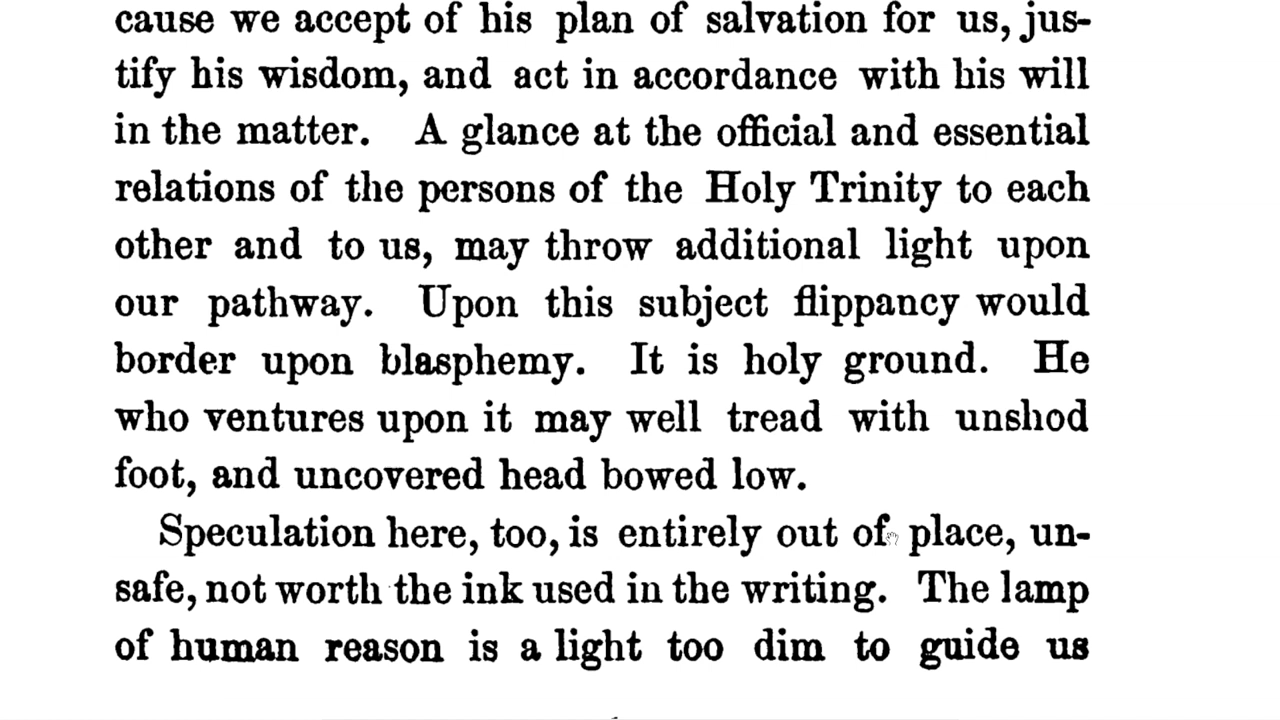 cause we accept of his plan of salvation for us, jus-
tify his wisdom, and act in accordance with his will
in the matter. A glance at the official and essential
relations of the persons of the Holy Trinity to each
other and to us, may throw additional light upon
our pathway. Upon this subject flippancy would
border upon blasphemy. It is holy ground. He
who ventures upon it may well tread with unshod
foot, and uncovered head bowed low.
Speculation here, too, is entirely out of place, un-
safe, not worth the ink used in the writing. The lamp
of human reason is a light too dim to guide us